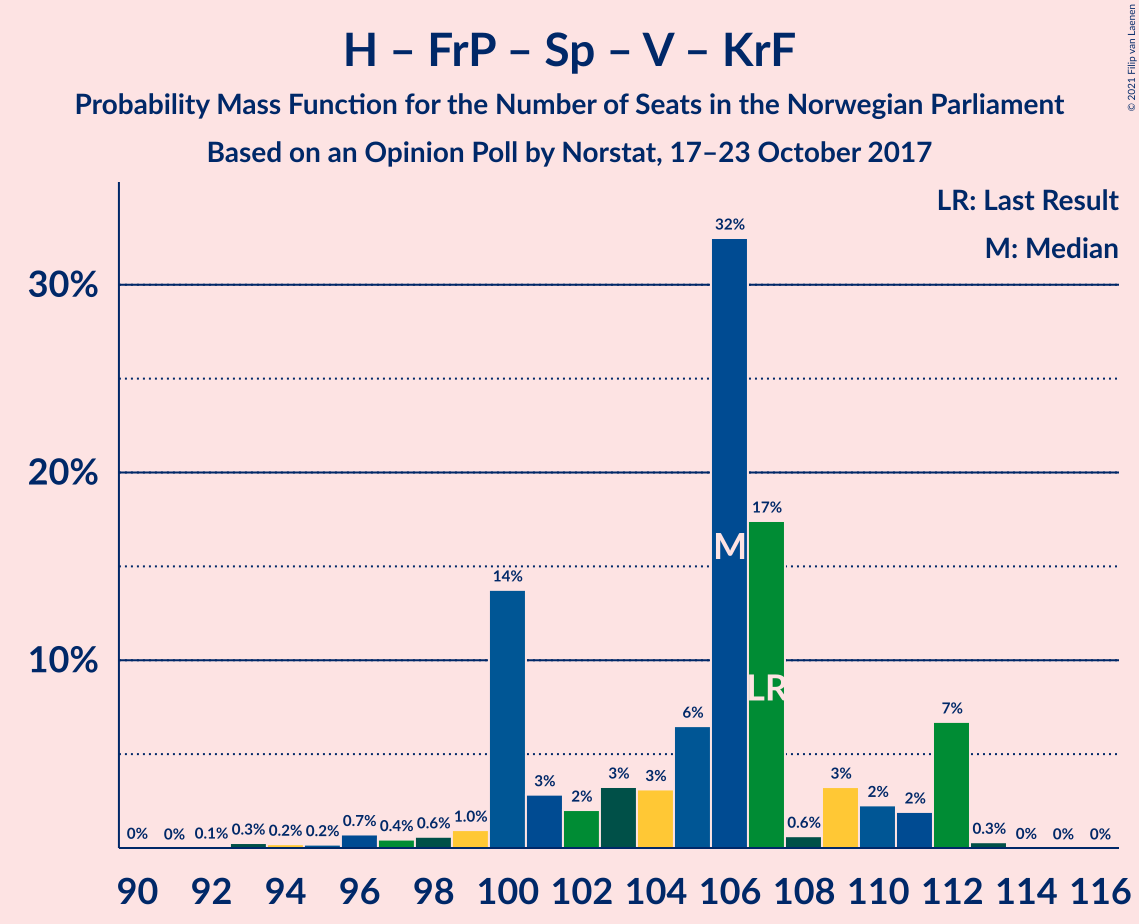 H – FrP – Sp – V – KrF
Probability Mass Function for the Number of Seats in the Norwegian Parliament
Based on an Opinion Poll by Norstat, 17–23 October 2017
© 2021 Filip van Laenen
LR: Last Result
M: Median
30%
20%
10%
0% 0% 0.1% 0.3% 0.2% 0.2% 0.7% 0.4% 0.6% 1.0% 14% 3% 2% 3% 3% 6% 32% 17% 0.6% 3% 2% 2% 7% 0.3% 0% 0% 0%
M
LR
90 92 94 96 98 100 102 104 106 108 110 112 114 116